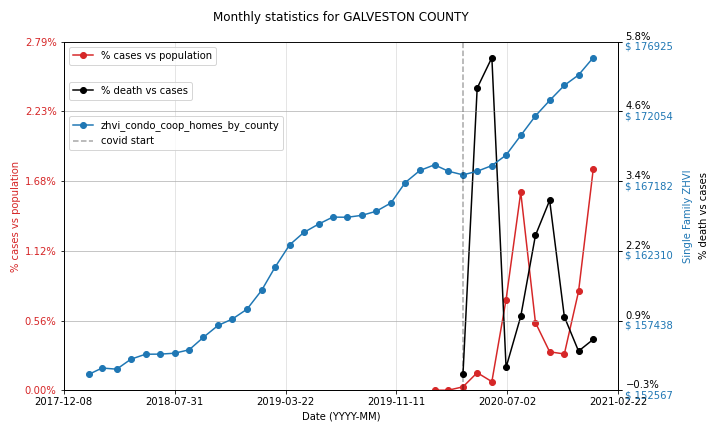 Monthly statistics for GALVESTON COUNTY
2.79%
2.23%
1.68%
1.12%
0.56%
0.00%
% cases vs population
% cases vs population
% death vs cases
zhvi_condo_coop_homes_by_county
covid start
5.8%
$ 176925
4.6%
$ 172054
3.4%
$ 167182
2.2%
$ 162310
0.9%
$ 157438
−0.3%
$ 152567
Single Family ZHVI
% death vs cases
2017-12-08
2018-07-31
2019-03-22
2019-11-11
2020-07-02
2021-02-22
Date (YYYY-MM)